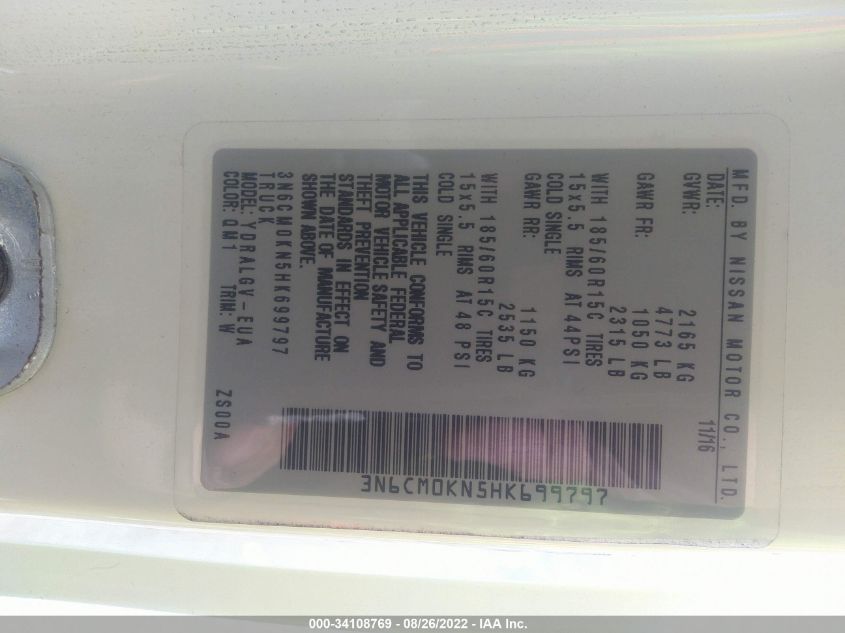 MFD. BY NISSAN MOTOR CO., LTD.
DATE: 11/16
GVWR: 2165 KG
4773 LB
GAWR FR: 1050 KG
2315 LB
WITH 185/60R15C TIRES
15x5.5 RIMS AT 44PSI
COLD SINGLE
GAWR RR: 1150 KG
2535 LB
WITH 185/60R15C TIRES
15x5.5 RIMS AT 48 PSI
COLD SINGLE
THIS VEHICLE CONFORMS TO
ALL APPLICABLE FEDERAL
MOTOR VEHICLE SAFETY AND
THEFT PREVENTION
STANDARDS IN EFFECT ON
THE DATE OF MANUFACTURE
SHOWN ABOVE.
3N6CM0KN5HK699797
TRUCK
MODEL: YDRALGY-EUA
COLOR: QM1 TRIM: W ZS00A
3N6CM0KN5HK699797
000-34108769 - 08/26/2022 - IAA Inc.